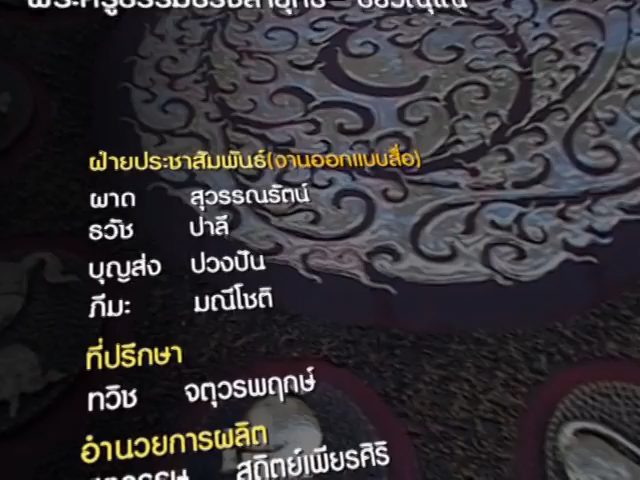 ฝ่ายประชาสัมพันธ์(งานออกแบบสื่อ)
ผาด สุวรรณรัตน์
ธวัช ปาลี
บุญส่ง ปวงปัน
ภีมะ มณีโชติ
ที่ปรึกษา
ทวิช จตุวรพฤกษ์
อำนวยการผลิต
สถิตย์เพียรศิริ